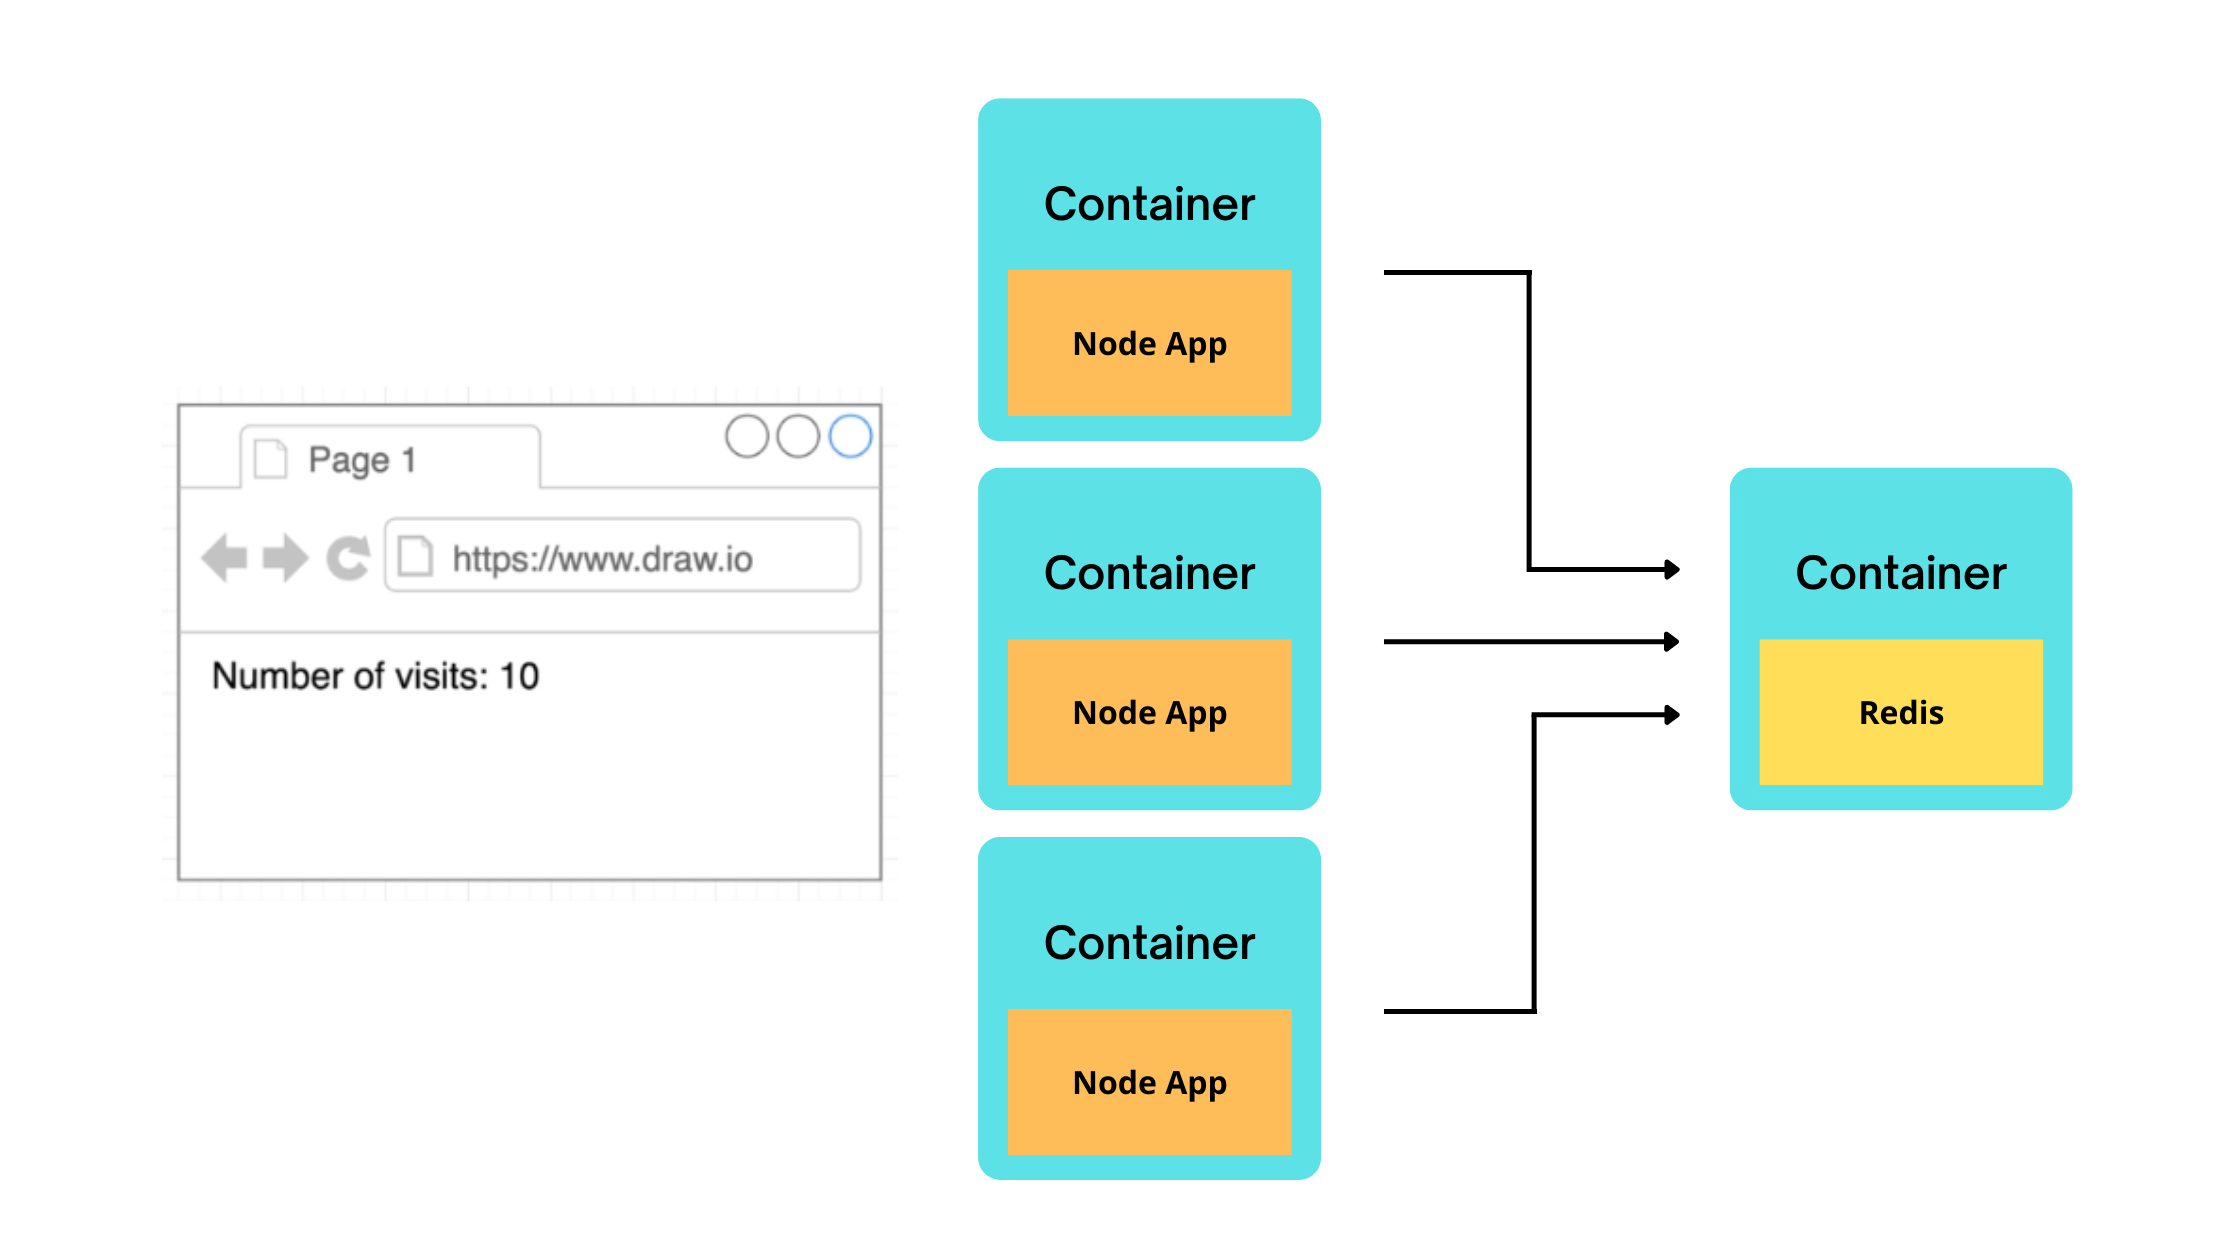 Page 1
https://www.draw.io
Number of visits: 10
Container
Node App
Container
Node App
Container
Node App
Container
Redis